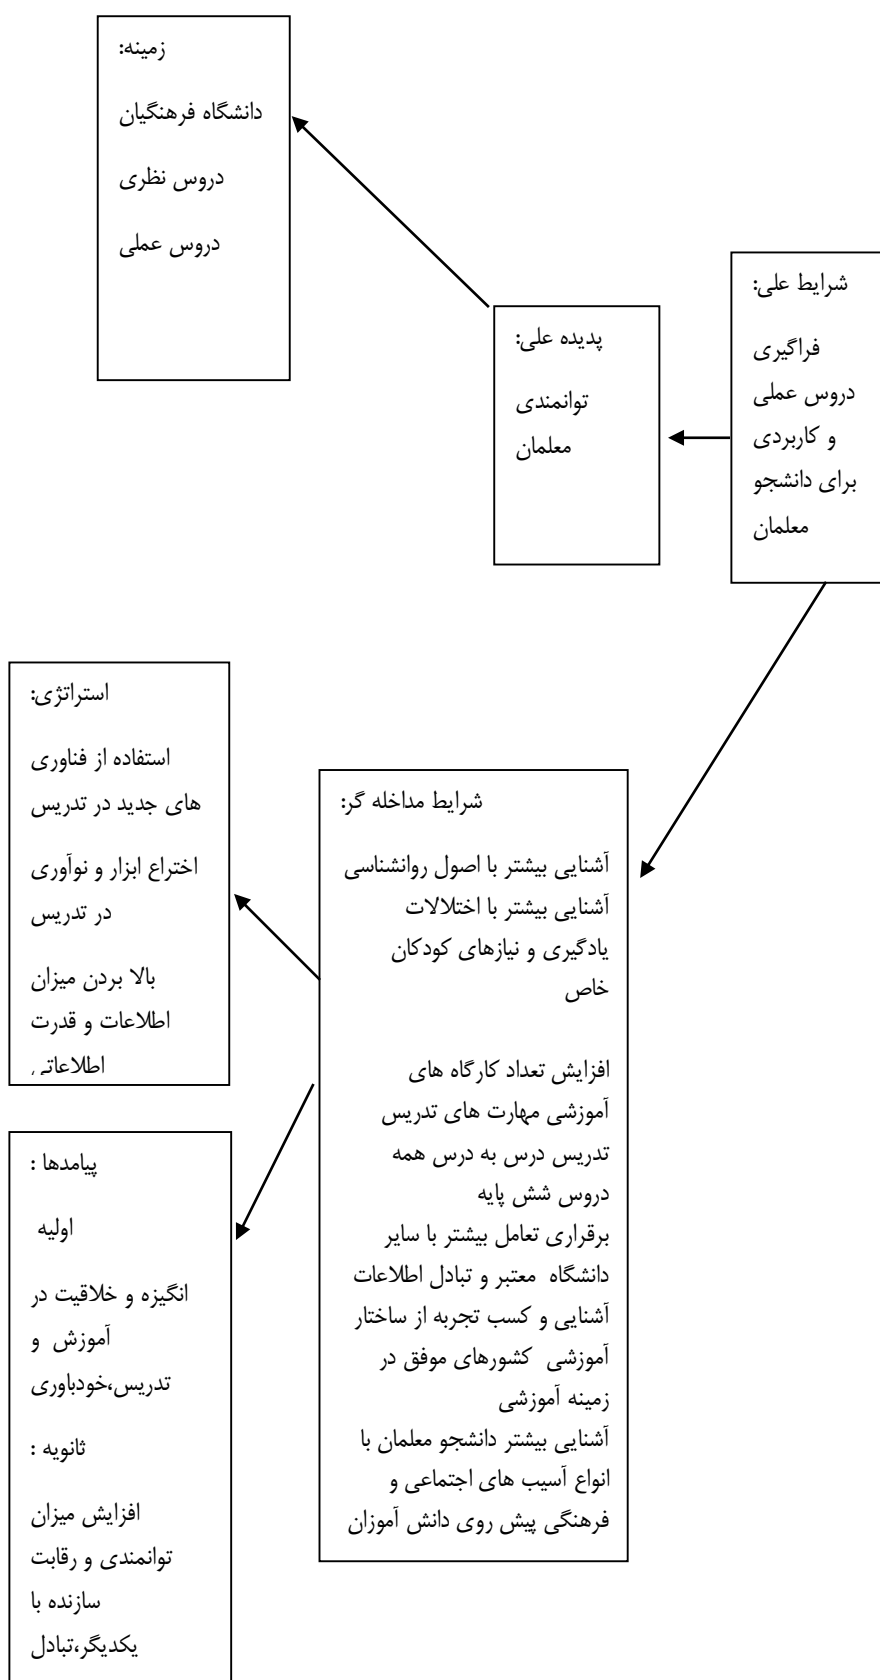 زمینه:
دانشگاه فرهنگیان
دروس نظری
دروس عملی
شرایط علی:
فراگیری
دروس عملی
و کاربردی
برای دانشجو
معلمان
پدیده علی:
توانمندی
معلمان
استراتژی:
استفاده از فناوری
های جدید در تدریس
اختراع ابزار و نوآوری
در تدریس
بالا بردن میزان
اطلاعات و قدرت
اطلاعاتی
شرایط مداخله گر:
آشنایی بیشتر با اصول روانشناسی
آشنایی بیشتر با اختلالات
یادگیری و نیازهای کودکان
خاص
افزایش تعداد کارگاه های
آموزشی مهارت های تدریس
تدریس درس به درس همه
دروس شش پایه
برقراری تعامل بیشتر با سایر
دانشگاه معتبر و تبادل اطلاعات
آشنایی و کسب تجربه از ساختار
آموزشی کشورهای موفق در
زمینه آموزشی
آشنایی بیشتر دانشجو معلمان با
انواع آسیب های اجتماعی و
فرهنگی پیش روی دانش آموزان
پیامدها :
اولیه
انگیزه و خلاقیت در
آموزش و
تدریس،خودباوری
ثانویه :
افزایش میزان
توانمندی و رقابت
سازنده با
یکدیگر،تبادل